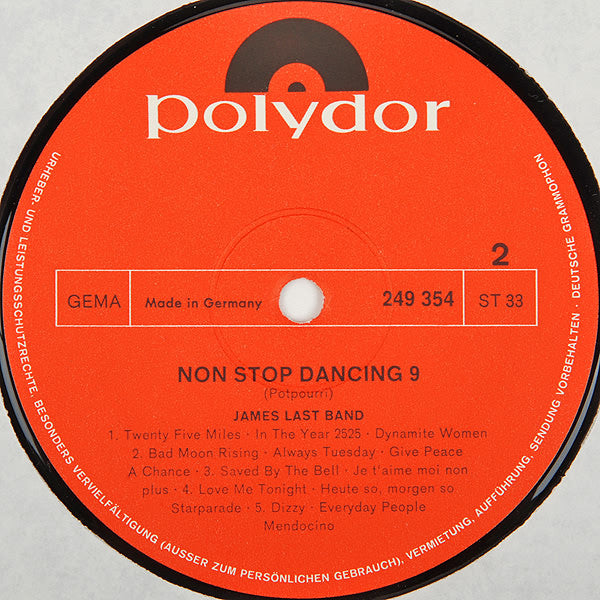 polydor
2
GEMA
Made in Germany
249 354
ST 33
NON STOP DANCING 9
(Potpourri)
JAMES LAST BAND
1. Twenty Five Miles · In The Year 2525 · Dynamite Women
2. Bad Moon Rising · Always Tuesday · Give Peace
A Chance · 3. Saved By The Bell · Je t'aime moi non
plus · 4. Love Me Tonight · Heute so, morgen so
Starparade · 5. Dizzy · Everyday People
Mendocino
URHEBER- UND LEISTUNGSSCHUTZRECHTE, BESONDERS VERVIELFÄLTIGUNG (AUSSER ZUM PERSÖNLICHEN GEBRAUCH), VERMIETUNG, AUFFÜHRUNG, SENDUNG VORBEHALTEN · DEUTSCHE GRAMMOPHON